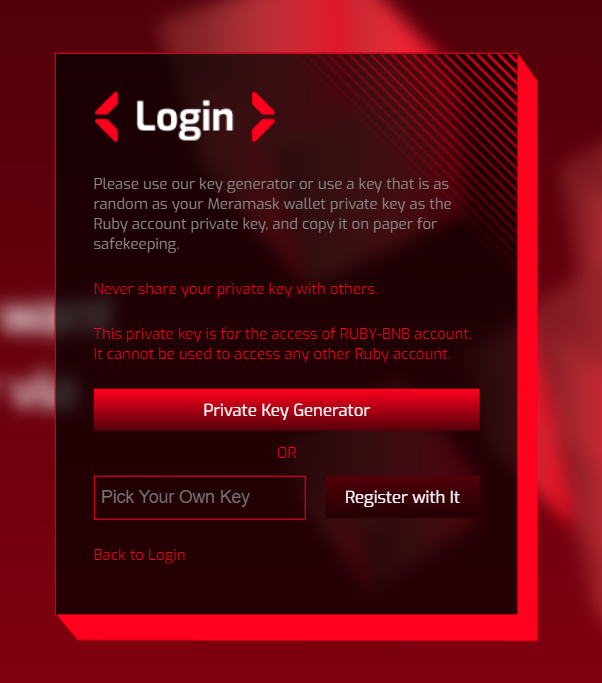 Login
Please use our key generator or use a key that is as
random as your Meramask wallet private key as the
Ruby account private key, and copy it on paper for
safekeeping.
Never share your private key with others.
This private key is for the access of RUBY-BNB account.
It cannot be used to access any other Ruby account.
Private Key Generator
OR
Pick Your Own Key
Register with It
Back to Login